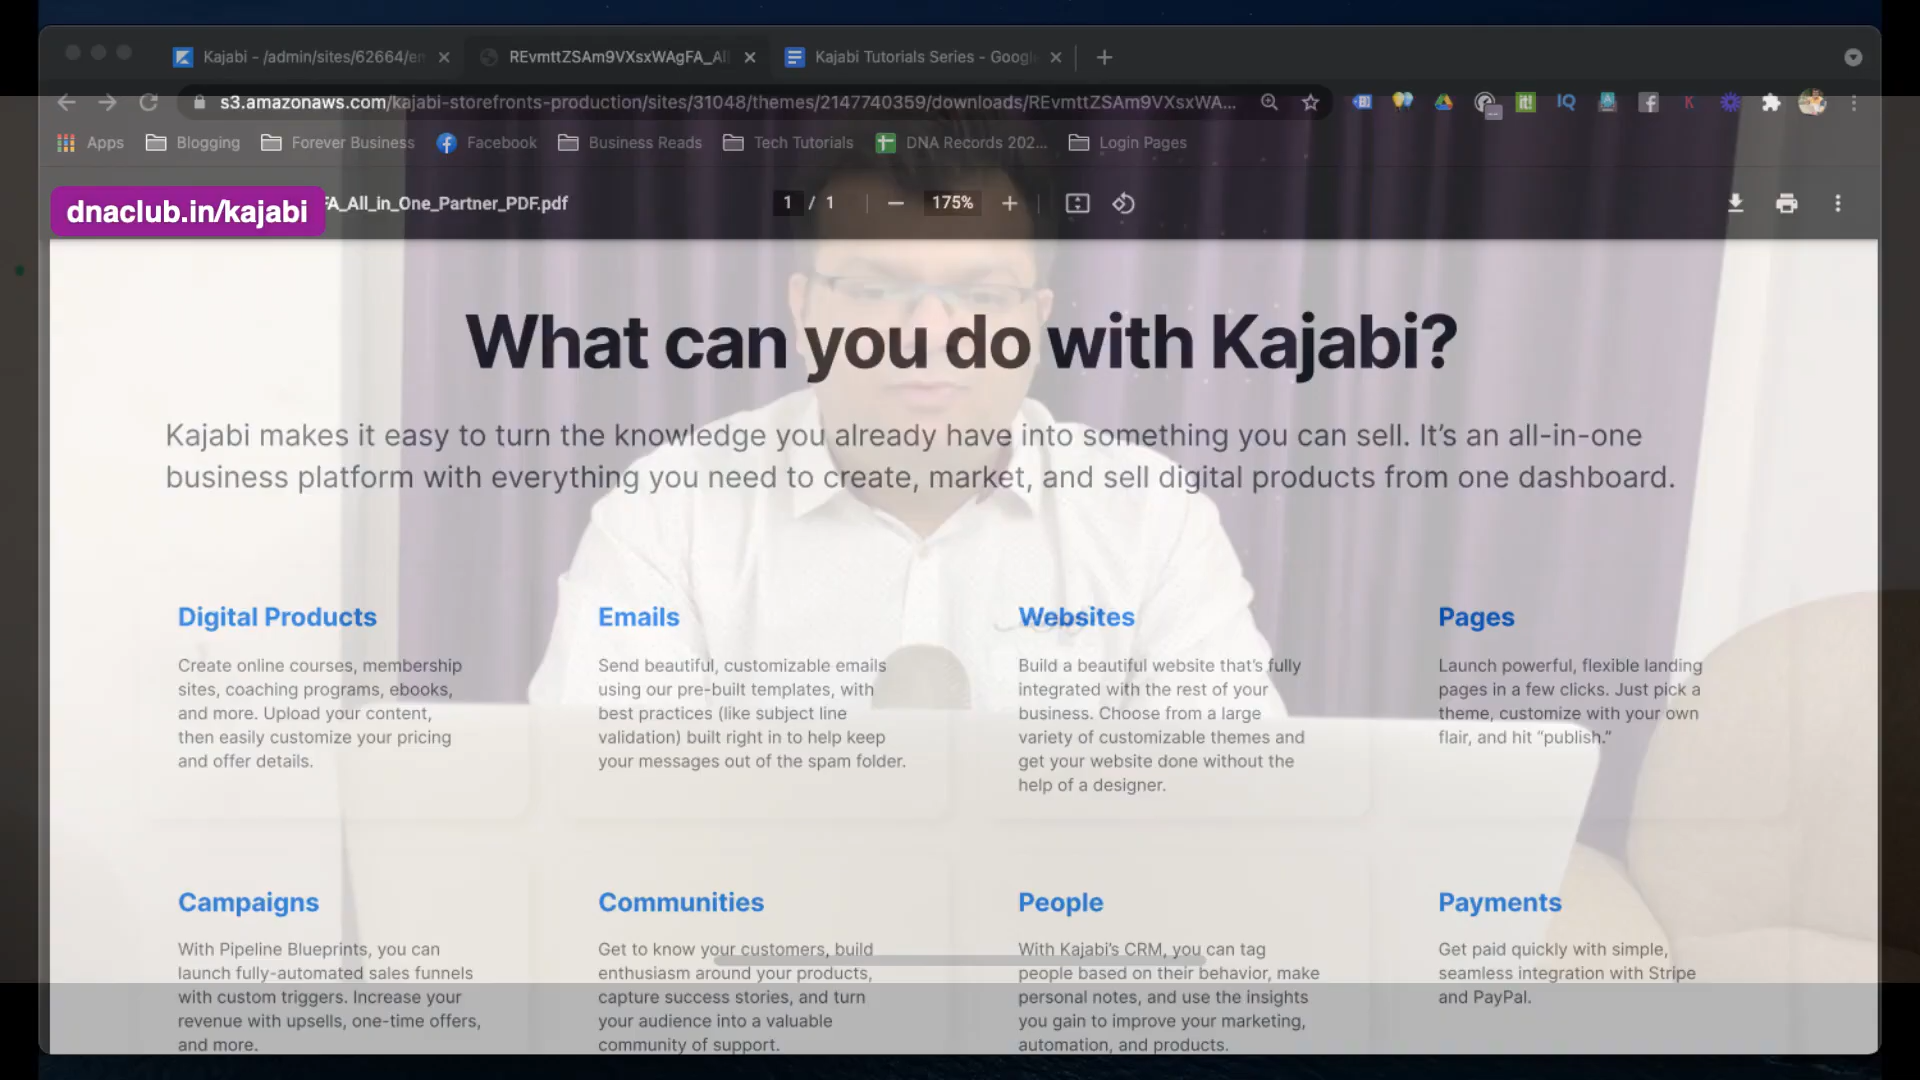 Kajabi - /admin/sites/62664/em
REvmttZSAm9VXsxWAgFA_All
Kajabi Tutorials Series - Googl
s3.amazonaws.com/kajabi-storefronts-production/sites/31048/themes/2147740359/downloads/REvmttZSAm9VXsxWA...
Apps
Blogging
Forever Business
Facebook
Business Reads
Tech Tutorials
DNA Records 202...
Login Pages
dnaclub.in/kajabi
FA_All_in_One_Partner_PDF.pdf
1 / 1
175%
What can you do with Kajabi?
Kajabi makes it easy to turn the knowledge you already have into something you can sell. It’s an all-in-one
business platform with everything you need to create, market, and sell digital products from one dashboard.
Digital Products
Create online courses, membership
sites, coaching programs, ebooks,
and more. Upload your content,
then easily customize your pricing
and offer details.
Emails
Send beautiful, customizable emails
using our pre-built templates, with
best practices (like subject line
validation) built right in to help keep
your messages out of the spam folder.
Websites
Build a beautiful website that’s fully
integrated with the rest of your
business. Choose from a large
variety of customizable themes and
get your website done without the
help of a designer.
Pages
Launch powerful, flexible landing
pages in a few clicks. Just pick a
theme, customize with your own
flair, and hit “publish.”
Campaigns
With Pipeline Blueprints, you can
launch fully-automated sales funnels
with custom triggers. Increase your
revenue with upsells, one-time offers,
and more.
Communities
Get to know your customers, build
enthusiasm around your products,
capture success stories, and turn
your audience into a valuable
community of support.
People
With Kajabi’s CRM, you can tag
people based on their behavior, make
personal notes, and use the insights
you gain to improve your marketing,
automation, and products.
Payments
Get paid quickly with simple,
seamless integration with Stripe
and PayPal.